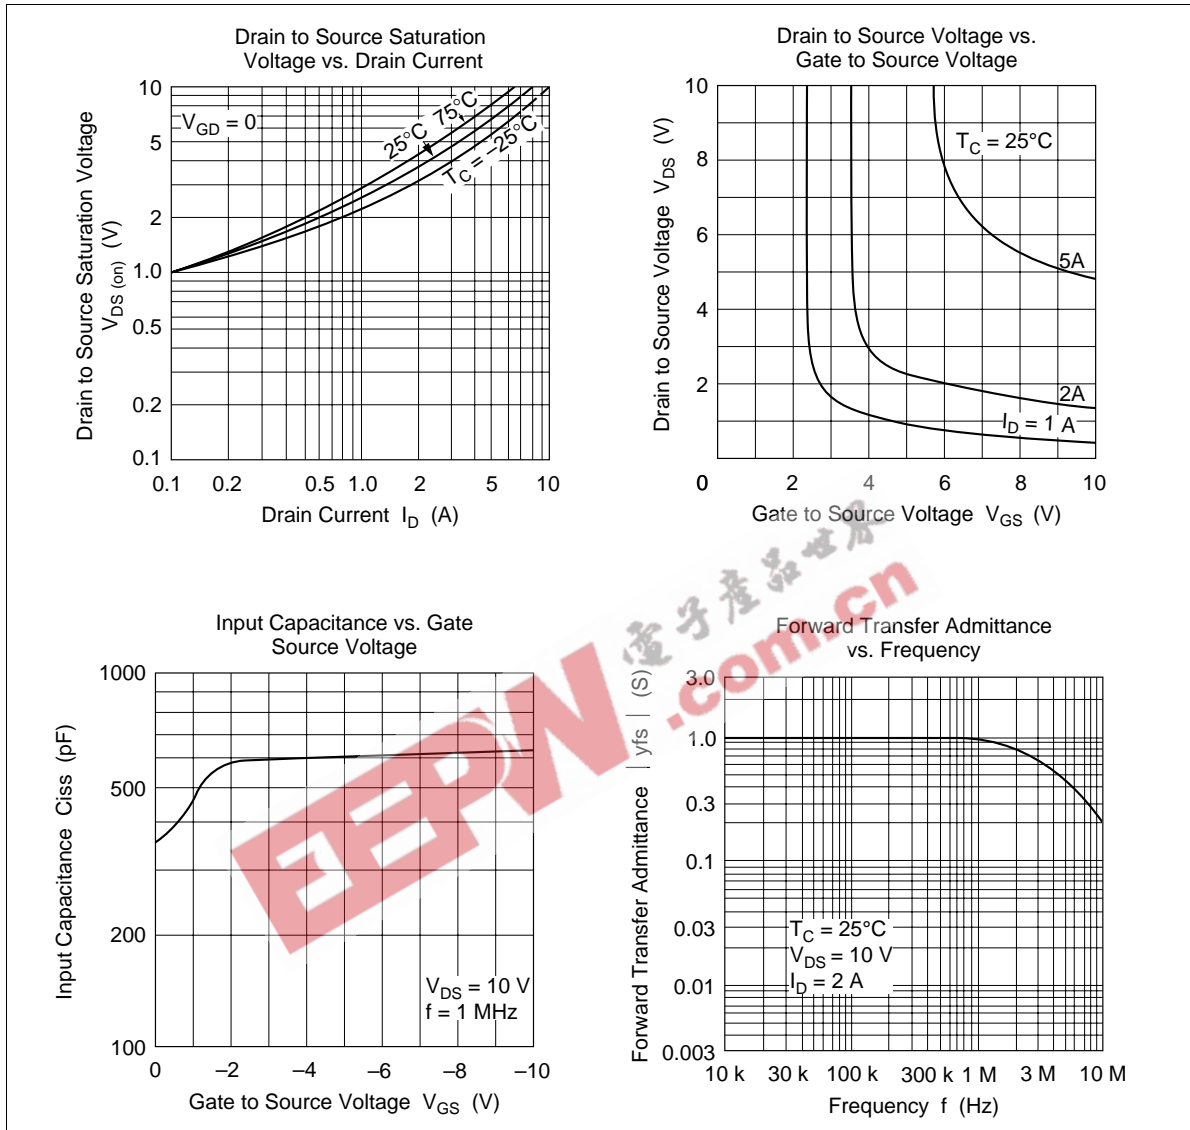 Drain to Source Saturation
Voltage vs. Drain Current
Drain to Source Saturation Voltage
V_DS (on) (V)
10
5
2
1.0
0.5
0.2
0.1
V_GD = 0
25°C
75°C
T_C = –25°C
0.1 0.2 0.5 1.0 2 5 10
Drain Current I_D (A)
Drain to Source Voltage vs.
Gate to Source Voltage
Drain to Source Voltage V_DS (V)
10
8
6
4
2
T_C = 25°C
5A
2A
I_D = 1 A
0 2 4 6 8 10
Gate to Source Voltage V_GS (V)
Input Capacitance vs. Gate
Source Voltage
Input Capacitance Ciss (pF)
1000
500
200
100
V_DS = 10 V
f = 1 MHz
0 –2 –4 –6 –8 –10
Gate to Source Voltage V_GS (V)
Forward Transfer Admittance
vs. Frequency
Forward Transfer Admittance | yfs | (S)
3.0
1.0
0.3
0.1
0.03
0.01
0.003
T_C = 25°C
V_DS = 10 V
I_D = 2 A
10 k 30 k 100 k 300 k 1 M 3 M 10 M
Frequency f (Hz)
EEPW
電子產品世界
.com.cn